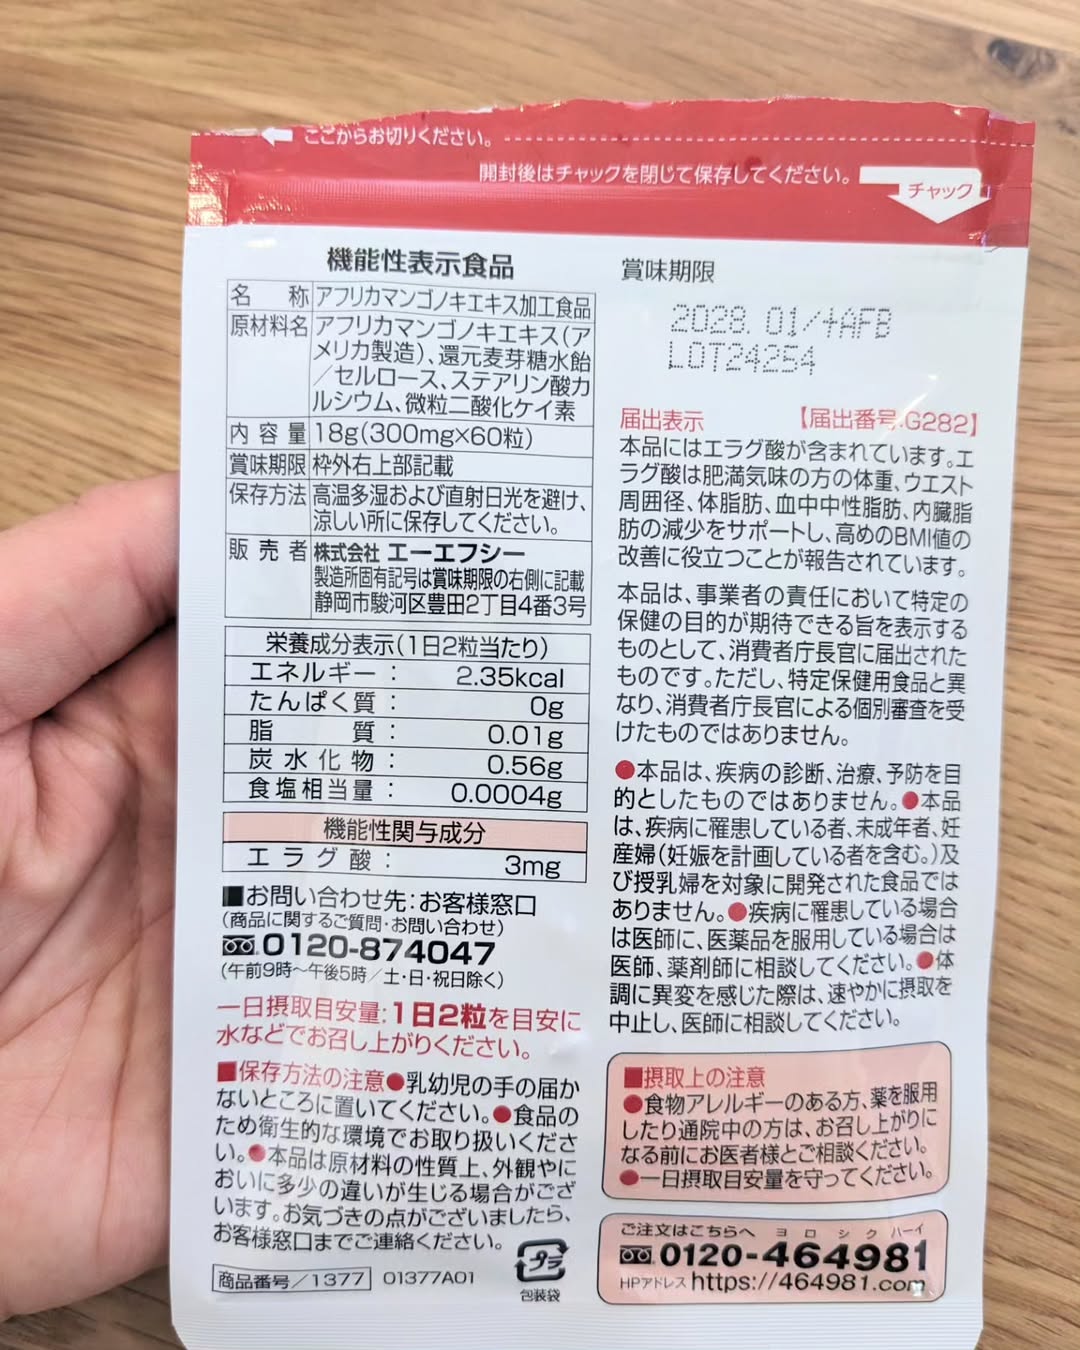 ここからお切りください。
開封後はチャックを閉じて保存してください。
チャック
機能性表示食品
名 称 アフリカマンゴノキエキス加工食品
原材料名 アフリカマンゴノキエキス(ア
メリカ製造)、還元麦芽糖水飴
/セルロース、ステアリン酸カ
ルシウム、微粒二酸化ケイ素
内容量 18g(300mg×60粒)
賞味期限 枠外右上部記載
保存方法 高温多湿および直射日光を避け、
涼しい所に保存してください。
販売者 株式会社 エーエフシー
製造所固有記号は賞味期限の右側に記載
静岡市駿河区豊田2丁目4番3号
栄養成分表示(1日2粒当たり)
エネルギー: 2.35kcal
たんぱく質: 0g
脂質: 0.01g
炭水化物: 0.56g
食塩相当量: 0.0004g
機能性関与成分
エラグ酸: 3mg
■お問い合わせ先:お客様窓口
(商品に関するご質問・お問い合わせ)
0120-874047
(午前9時〜午後5時/土・日・祝日除く)
一日摂取目安量:1日2粒を目安に
水などでお召し上がりください。
■保存方法の注意●乳幼児の手の届か
ないところに置いてください。●食品の
ため衛生的な環境でお取り扱いくださ
い。●本品は原材料の性質上、外観やに
おいに多少の違いが生じる場合がござ
います。お気づきの点がございましたら、
お客様窓口までご連絡ください。
商品番号/1377 01377A01
プラ
包装袋
賞味期限
2028.01/4AFB
LOT24254
届出表示 【届出番号:G282】
本品にはエラグ酸が含まれています。エ
ラグ酸は肥満気味の方の体重、ウエスト
周囲径、体脂肪、血中中性脂肪、内臓脂
肪の減少をサポートし、高めのBMI値の
改善に役立つことが報告されています。
本品は、事業者の責任において特定の
保健の目的が期待できる旨を表示する
ものとして、消費者庁長官に届出された
ものです。ただし、特定保健用食品と異
なり、消費者庁長官による個別審査を受
けたものではありません。
●本品は、疾病の診断、治療、予防を目
的としたものではありません。●本品
は、疾病に罹患している者、未成年者、妊
産婦(妊娠を計画している者を含む。)及
び授乳婦を対象に開発された食品では
ありません。●疾病に罹患している場合
は医師に、医薬品を服用している場合は
医師、薬剤師に相談してください。●体
調に異変を感じた際は、速やかに摂取を
中止し、医師に相談してください。
■摂取上の注意
●食物アレルギーのある方、薬を服用
したり通院中の方は、お召し上がりに
なる前にお医者様とご相談ください。
●一日摂取目安量を守ってください。
ご注文はこちらへ ヨ ロ シ ク ハーイ
0120-464981
HPアドレス https://464981.com